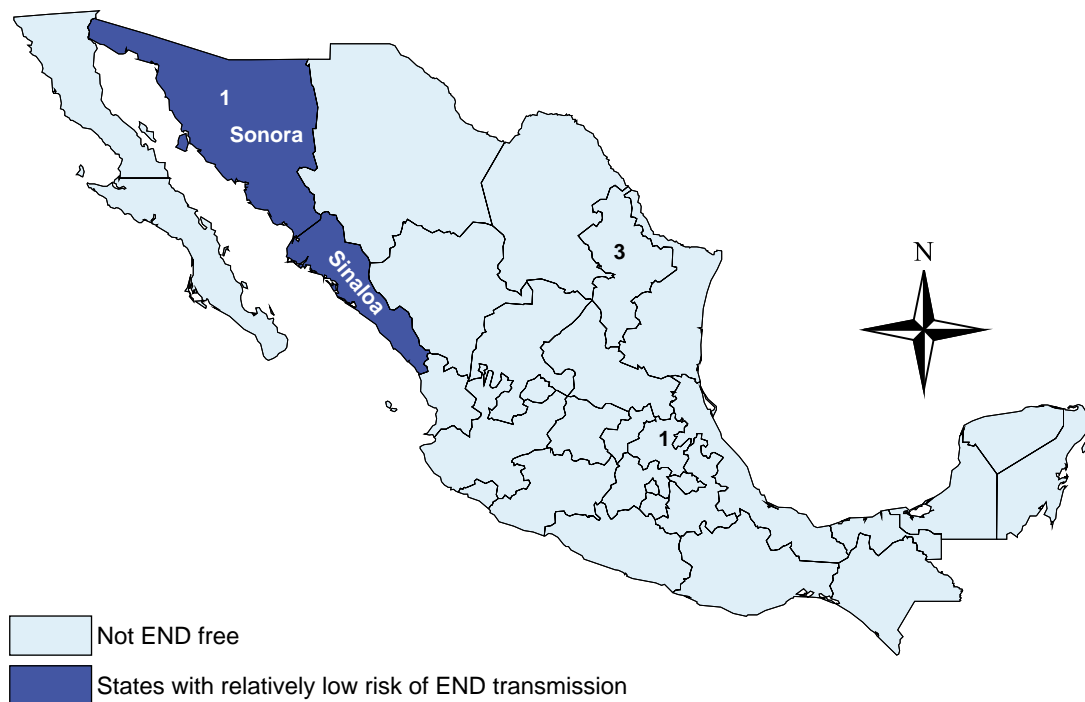 1
Sonora
Sinaloa
3
N
1
Not END free
States with relatively low risk of END transmission